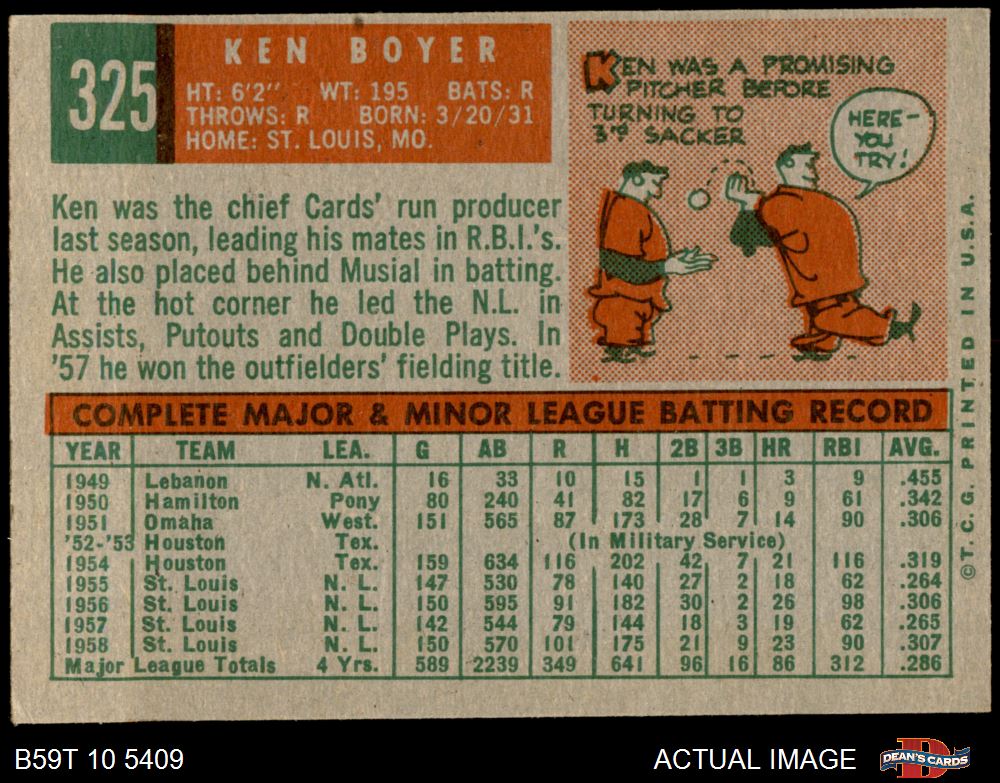 325
KEN BOYER
HT: 6'2" WT: 195 BATS: R
THROWS: R BORN: 3/20/31
HOME: ST. LOUIS, MO.
KEN WAS A PROMISING
PITCHER BEFORE
TURNING TO
3rd SACKER
HERE-
YOU
TRY!
Ken was the chief Cards' run producer
last season, leading his mates in R.B.I.'s.
He also placed behind Musial in batting.
At the hot corner he led the N.L. in
Assists, Putouts and Double Plays. In
'57 he won the outfielders' fielding title.
COMPLETE MAJOR & MINOR LEAGUE BATTING RECORD
YEAR TEAM LEA. G AB R H 2B 3B HR RBI AVG.
1949 Lebanon N. Atl. 16 33 10 15 1 1 3 9 .455
1950 Hamilton Pony 80 240 41 82 17 6 9 61 .342
1951 Omaha West. 151 565 87 173 28 7 14 90 .306
'52-'53 Houston Tex. (In Military Service)
1954 Houston Tex. 159 634 116 202 42 7 21 116 .319
1955 St. Louis N. L. 147 530 78 140 27 2 18 62 .264
1956 St. Louis N. L. 150 595 91 182 30 2 26 98 .306
1957 St. Louis N. L. 142 544 79 144 18 3 19 62 .265
1958 St. Louis N. L. 150 570 101 175 21 9 23 90 .307
Major League Totals 4 Yrs. 589 2239 349 641 96 16 86 312 .286
©T. C. G. PRINTED IN U.S.A.
B59T 10 5409
ACTUAL IMAGE
DEAN'S CARDS